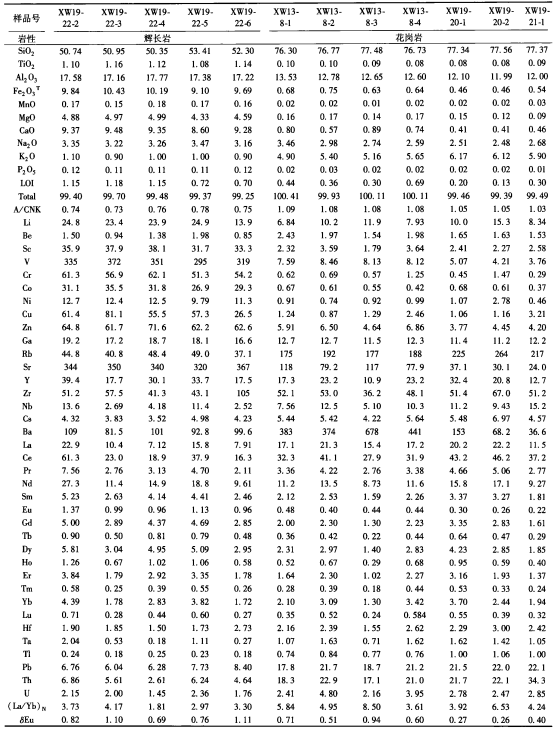 样品号 XW19- XW19- XW19- XW19- XW19- XW13- XW13- XW13- XW13- XW19- XW19- XW19-
22-2 22-3 22-4 22-5 22-6 8-1 8-2 8-3 8-4 20-1 20-2 21-1
岩性 辉长岩 花岗岩
SiO2 50.74 50.95 50.35 53.41 52.30 76.30 76.77 77.48 76.73 77.34 77.56 77.37
TiO2 1.10 1.16 1.12 1.08 1.14 0.10 0.10 0.09 0.08 0.08 0.08 0.09
Al2O3 17.58 17.16 17.77 17.38 17.22 13.53 12.78 12.65 12.60 12.10 11.99 12.00
Fe2O3T 9.84 10.43 10.19 9.10 9.69 0.68 0.75 0.63 0.64 0.46 0.46 0.54
MnO 0.17 0.15 0.18 0.17 0.16 0.02 0.02 0.01 0.02 0.02 0.02 0.03
MgO 4.88 4.97 4.99 4.33 4.59 0.16 0.17 0.14 0.17 0.15 0.12 0.09
CaO 9.37 9.48 9.35 8.60 9.28 0.80 0.57 0.89 0.74 0.41 0.41 0.46
Na2O 3.35 3.22 3.26 3.47 3.16 3.46 2.98 2.74 2.59 2.51 2.48 2.68
K2O 1.10 0.90 1.00 1.00 0.90 4.90 5.40 5.16 5.65 6.17 6.12 5.90
P2O5 0.12 0.11 0.11 0.11 0.12 0.02 0.03 0.02 0.02 0.02 0.02 0.01
LOI 1.15 1.18 1.15 0.72 0.70 0.44 0.36 0.30 0.69 0.20 0.13 0.30
Total 99.40 99.70 99.48 99.37 99.25 100.41 99.93 100.11 100.11 99.46 99.39 99.49
A/CNK 0.74 0.73 0.76 0.78 0.75 1.09 1.08 1.08 1.08 1.05 1.05 1.03
Li 24.8 23.4 23.9 24.9 13.9 6.84 10.2 11.9 7.93 10.0 15.3 8.34
Be 1.50 0.94 1.38 1.98 0.85 2.43 1.97 1.54 1.98 1.65 1.63 1.53
Sc 35.9 37.9 38.1 31.7 33.3 2.32 3.59 1.79 3.64 2.41 2.27 2.58
V 335 372 351 295 319 7.59 8.46 8.13 8.12 5.07 4.21 3.76
Cr 61.3 56.9 62.1 51.3 54.2 0.62 0.69 0.57 1.25 0.45 1.47 0.29
Co 31.1 35.5 31.8 26.9 29.3 0.67 0.61 0.55 0.42 0.68 0.61 0.37
Ni 12.7 12.4 12.5 9.79 11.3 0.91 0.74 0.92 0.99 1.07 2.78 0.46
Cu 61.4 81.1 55.5 57.3 26.5 1.24 0.87 1.29 2.46 1.06 1.16 3.21
Zn 64.8 61.7 71.6 62.2 62.6 5.91 6.50 4.64 6.86 3.77 4.45 4.20
Ga 19.2 17.2 18.7 18.1 16.6 12.7 12.7 11.5 12.3 11.4 11.2 12.2
Rb 44.8 40.8 48.4 49.0 37.1 175 192 177 188 225 264 217
Sr 344 350 340 320 367 118 79.2 117 77.9 37.1 30.1 24.0
Y 39.4 17.7 30.1 33.7 17.5 17.3 23.2 10.9 23.2 32.4 20.8 12.7
Zr 51.2 57.5 41.3 43.1 105 52.1 53.0 36.2 48.1 51.4 67.0 51.2
Nb 13.6 2.69 4.18 11.4 2.52 7.56 12.5 5.10 10.3 11.2 9.43 15.2
Cs 4.32 3.83 3.52 4.98 4.23 5.44 5.42 4.22 5.64 5.48 6.97 4.57
Ba 109 81.5 101 92.8 99.6 383 374 678 441 153 68.2 36.6
La 22.9 10.4 7.12 15.8 7.91 17.1 21.3 15.4 17.2 20.2 22.2 11.5
Ce 61.3 23.0 18.9 37.9 16.3 32.3 41.1 27.9 31.9 43.2 46.2 37.2
Pr 7.56 2.76 3.13 4.70 2.11 3.36 4.22 2.76 3.38 4.66 5.06 2.77
Nd 27.3 11.4 14.9 18.8 9.61 11.2 13.5 8.73 11.6 15.8 17.1 9.27
Sm 5.23 2.63 4.14 4.41 2.46 2.12 2.53 1.59 2.26 3.37 3.27 1.81
Eu 1.37 0.99 0.96 1.13 0.96 0.48 0.40 0.44 0.44 0.30 0.26 0.22
Gd 5.00 2.89 4.37 4.69 2.85 2.00 2.30 1.30 2.23 3.35 2.83 1.61
Tb 0.90 0.50 0.81 0.79 0.48 0.36 0.42 0.22 0.44 0.64 0.47 0.29
Dy 5.81 3.04 4.95 5.09 2.95 2.31 2.97 1.40 2.83 4.23 2.85 1.85
Ho 1.26 0.67 1.02 1.06 0.58 0.52 0.67 0.29 0.68 0.95 0.59 0.40
Er 3.84 1.79 2.92 3.35 1.78 1.64 2.30 1.02 2.27 3.16 1.93 1.37
Tm 0.58 0.25 0.39 0.55 0.26 0.28 0.39 0.18 0.44 0.53 0.33 0.24
Yb 4.39 1.78 2.83 3.82 1.72 2.10 3.09 1.30 3.42 3.70 2.44 1.94
Lu 0.71 0.28 0.44 0.60 0.27 0.35 0.52 0.24 0.584 0.55 0.39 0.32
Hf 1.90 1.85 1.50 1.73 2.73 2.16 2.39 1.55 2.62 2.29 3.00 2.42
Ta 2.04 0.53 0.18 1.11 0.27 1.07 1.63 0.71 1.62 1.62 1.42 1.05
Tl 0.24 0.18 0.25 0.23 0.18 0.74 0.84 0.77 0.76 1.00 1.06 1.00
Pb 6.76 6.04 6.28 7.73 8.40 17.8 21.7 18.7 21.2 21.5 22.0 22.1
Th 6.86 5.61 2.61 6.24 4.64 18.3 22.9 17.1 21.0 21.7 22.1 34.3
U 2.15 2.00 1.45 2.36 1.76 2.41 4.80 2.16 3.95 2.78 2.47 2.85
(La/Yb)N 3.73 4.17 1.81 2.97 3.30 5.84 4.95 8.50 3.61 3.92 6.53 4.24
δEu 0.82 1.10 0.69 0.76 1.11 0.71 0.51 0.94 0.60 0.27 0.26 0.40